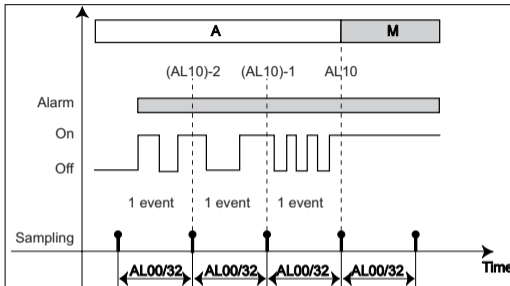 A M
(AL10)-2 (AL10)-1 AL10
Alarm
On
Off
1 event 1 event 1 event
Sampling
Time
AL00/32 AL00/32 AL00/32 AL00/32